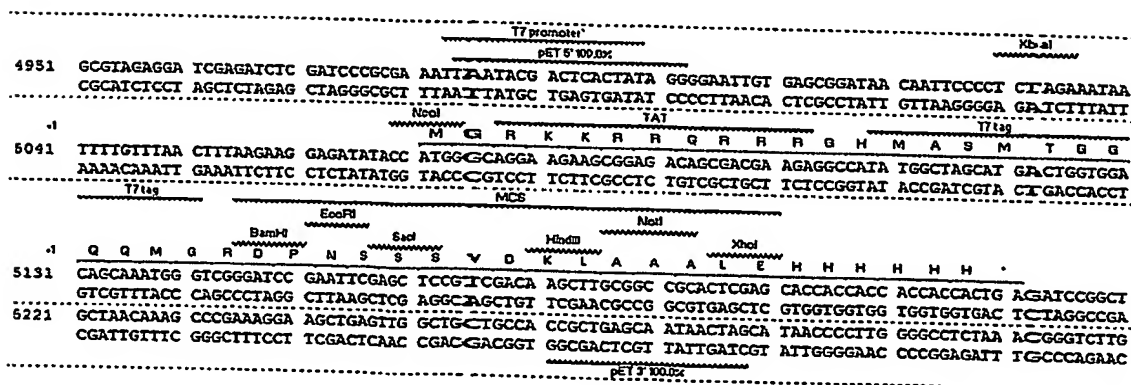 T7 promoter'
pET 5' 100.0% XbaI
4951 GCGTAGAGGA TCGAGATCTC GATCCCGCGA AATTAATACG ACTCACTATA GGGGAATTGT GAGCGGATAA CAATTCCCCT CTAGAAATAA
CGCATCTCCT AGCTCTAGAG CTAGGGCGCT TTAATTATGC TGAGTGATAT CCCCTTAACA CTCGCCTATT GTTAAGGGGA GATCTTTATT
NcoI TAT T7 tag
.1 M G R K K R R Q R R R G H M A S M T G G
5041 TTTTGTTTAA CTTTAAGAAG GAGATATACC ATGGGCAGGA AGAAGCGGAG ACAGCGACGA AGAGGCCATA TGGCTAGCAT GACTGGTGGA
AAAACAAATT GAAATTCTTC CTCTATATGG TACCCGTCCT TCTTCGCCTC TGTCGCTGCT TCTCCGGTAT ACCGATCGTA CTGACCACCT
T7 tag MCS
EcoRI NotI
BamHI SacI HindIII XhoI
.1 Q Q M G R D P N S S S V D K L A A A L E H H H H H H .
5131 CAGCAAATGG GTCGGGATCC GAATTCGAGC TCCGTCGACA AGCTTGCGGC CGCACTCGAG CACCACCACC ACCACCACTG AGATCCGGCT
GTCGTTTACC CAGCCCTAGG CTTAAGCTCG AGGCAGCTGT TCGAACGCCG GCGTGAGCTC GTGGTGGTGG TGGTGGTGACT CTAGGCCGA
5221 GCTAACAAAG CCCGAAAGGA AGCTGAGTTG GCTGCTGCCA CCGCTGAGCA ATAACTAGCA TAACCCCTTG GGGCCTCTAA ACGGGTCTTG
CGATTGTTTC GGGCTTTCCT TCGACTCAAC CGACGACGGT GGCGACTCGT TATTGATCGT ATTGGGGAAC CCCGGAGATT TGCCCAGAAC
pET 3' 100.0%